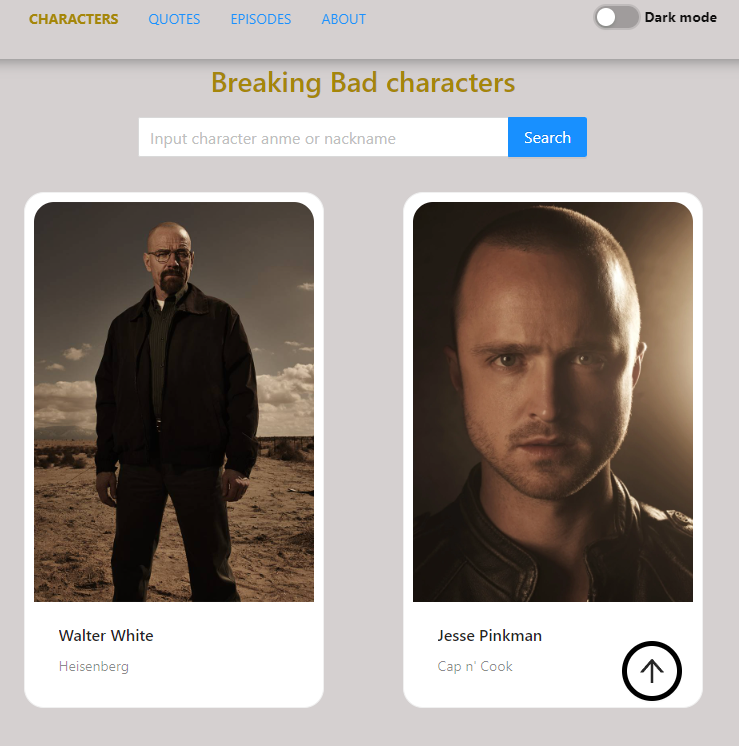 CHARACTERS QUOTES EPISODES ABOUT Dark mode
Breaking Bad characters
Input character anme or nackname Search
Walter White
Heisenberg
Jesse Pinkman
Cap n' Cook